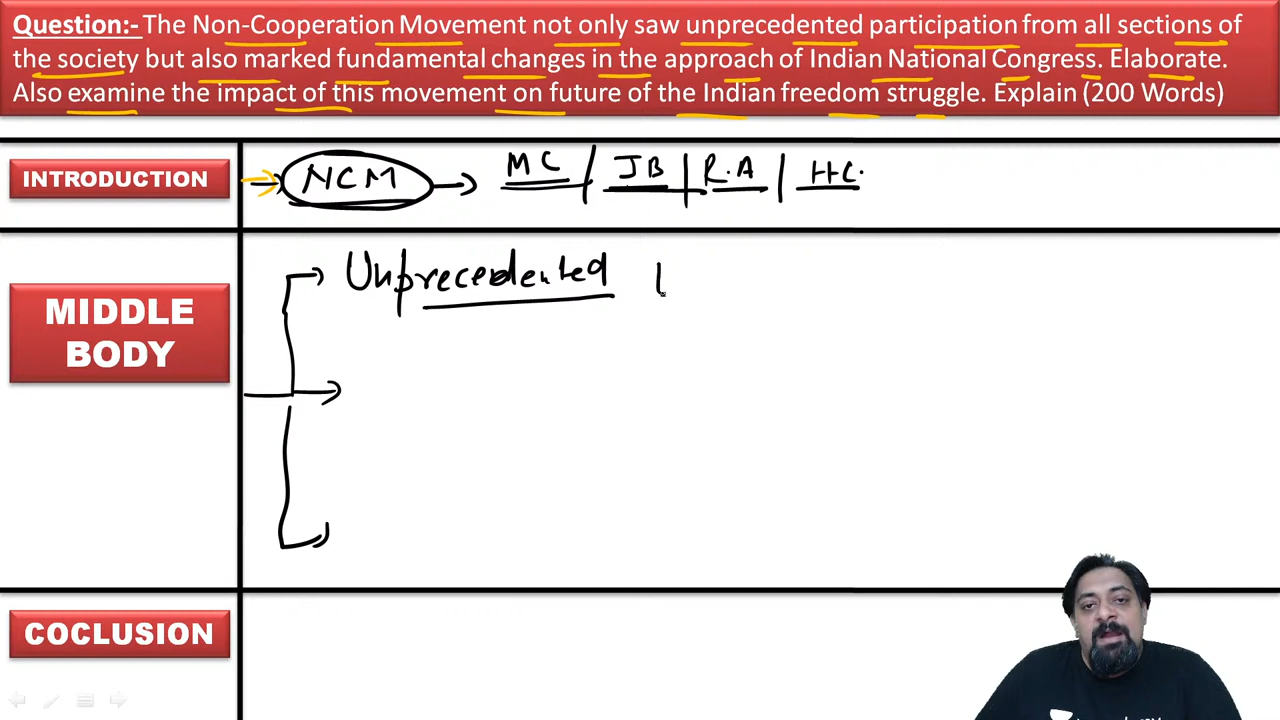 Question:- The Non-Cooperation Movement not only saw unprecedented participation from all sections of
the society but also marked fundamental changes in the approach of Indian National Congress. Elaborate.
Also examine the impact of this movement on future of the Indian freedom struggle. Explain (200 Words)
INTRODUCTION
NCM MC / JB | R.A | HC.
MIDDLE
BODY
Unprecedented
COCLUSION